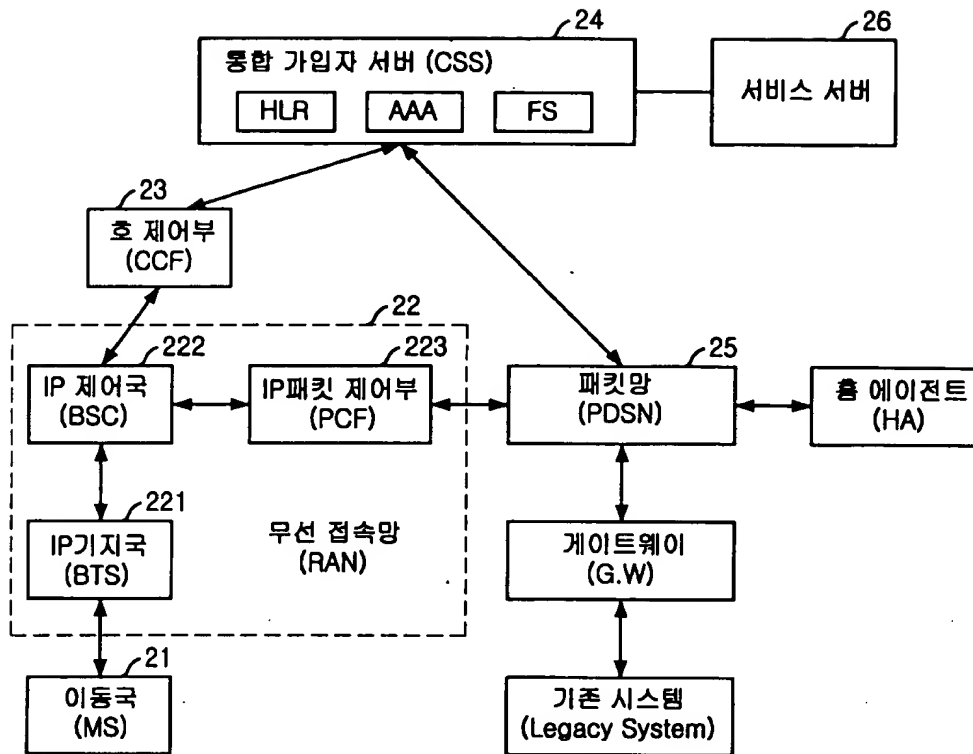 24
통합 가입자 서버 (CSS)
HLR
AAA
FS
26
서비스 서버
23
호 제어부
(CCF)
22
222
IP 제어국
(BSC)
223
IP패킷 제어부
(PCF)
25
패킷망
(PDSN)
홈 에이전트
(HA)
221
IP기지국
(BTS)
무선 접속망
(RAN)
게이트웨이
(G.W)
21
이동국
(MS)
기존 시스템
(Legacy System)